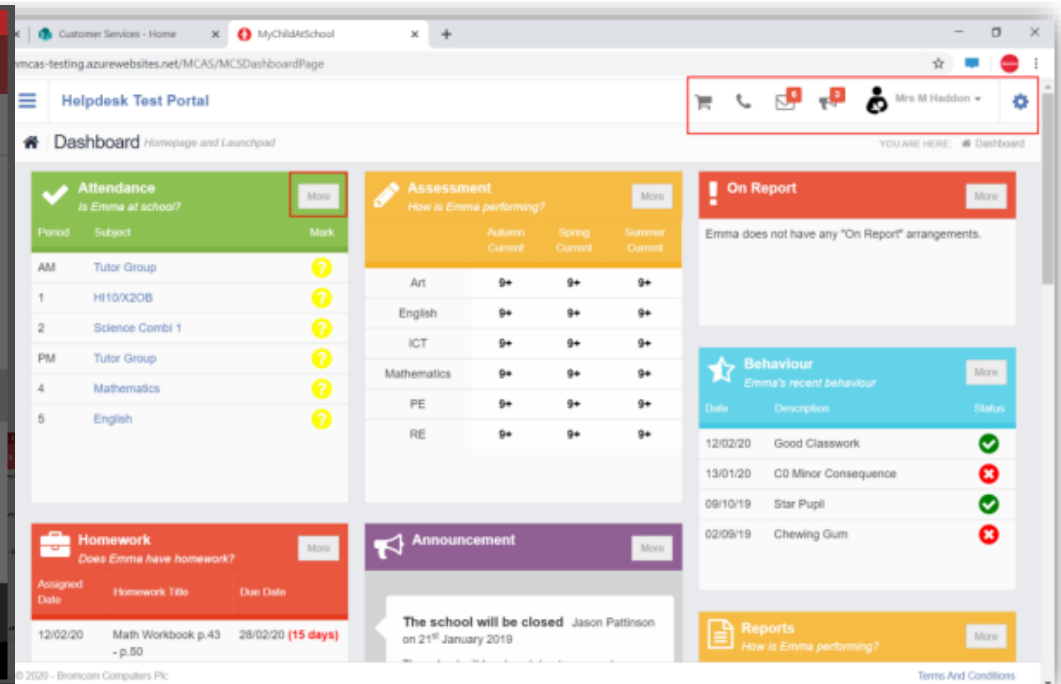 Customer Services - Home
MyChildAtSchool
mcas-testing.azurewebsites.net/MCAS/MCSDashboardPage
Helpdesk Test Portal
6
3
Mrs M Haddon
Dashboard Homepage and Launchpad
YOU ARE HERE: Dashboard
Attendance
Is Emma at school?
More
Period Subject Mark
AM Tutor Group ?
1 HI10/X2OB ?
2 Science Combi 1 ?
PM Tutor Group ?
4 Mathematics ?
5 English ?
Assessment
How is Emma performing?
More
Autumn Current Spring Current Summer Current
Art 9+ 9+ 9+
English 9+ 9+ 9+
ICT 9+ 9+ 9+
Mathematics 9+ 9+ 9+
PE 9+ 9+ 9+
RE 9+ 9+ 9+
On Report
More
Emma does not have any "On Report" arrangements.
Behaviour
Emma's recent behaviour
More
Date Description Status
12/02/20 Good Classwork
13/01/20 C0 Minor Consequence
09/10/19 Star Pupil
02/09/19 Chewing Gum
Homework
Does Emma have homework?
More
Assigned Date Homework Title Due Date
12/02/20 Math Workbook p.43 28/02/20 (15 days)
- p.50
Announcement
More
The school will be closed Jason Pattinson
on 21st January 2019
Reports
How is Emma performing?
More
© 2020 - Bromcom Computers Plc
Terms And Conditions